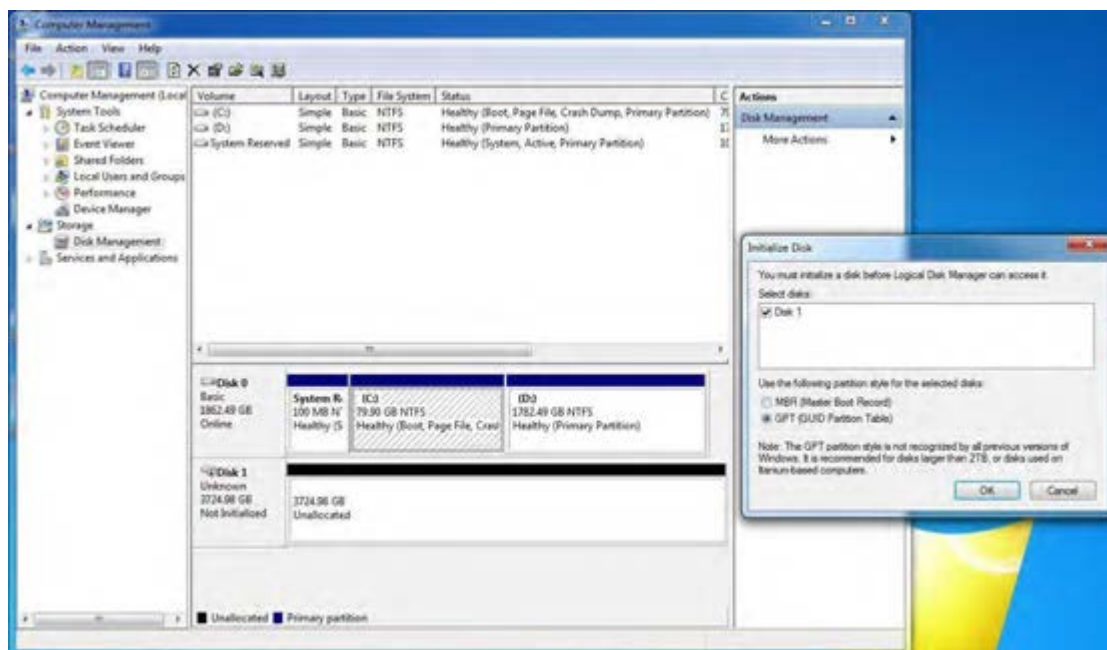 Computer Management
File Action View Help
Computer Management (Local
System Tools
Task Scheduler
Event Viewer
Shared Folders
Local Users and Groups
Performance
Device Manager
Storage
Disk Management
Services and Applications
Volume Layout Type File System Status C
(C:) Simple Basic NTFS Healthy (Boot, Page File, Crash Dump, Primary Partition)
(D:) Simple Basic NTFS Healthy (Primary Partition)
System Reserved Simple Basic NTFS Healthy (System, Active, Primary Partition)
Actions
Disk Management
More Actions
Disk 0
Basic
1862.49 GB
Online
System R
100 MB N
Healthy (S
(C:)
79.90 GB NTFS
Healthy (Boot, Page File, Cras
(D:)
1782.49 GB NTFS
Healthy (Primary Partition)
Disk 1
Unknown
3724.98 GB
Not Initialized
3724.98 GB
Unallocated
Unallocated Primary partition
Initialize Disk
You must initialize a disk before Logical Disk Manager can access it.
Select disks:
Disk 1
Use the following partition style for the selected disks:
MBR (Master Boot Record)
GPT (GUID Partition Table)
Note: The GPT partition style is not recognized by all previous versions of
Windows. It is recommended for disks larger than 2TB, or disks used on
Itanium-based computers.
OK Cancel